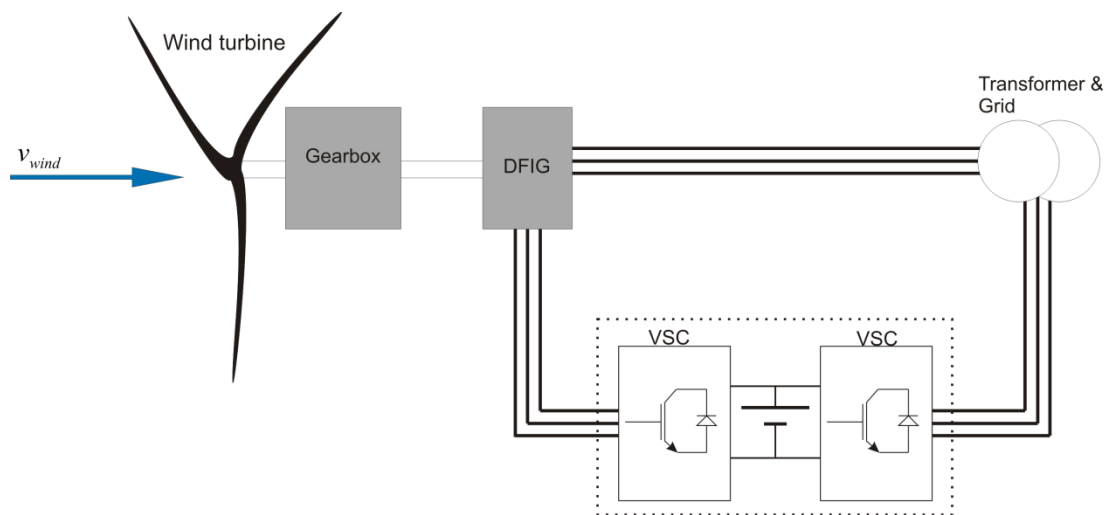 Wind turbine
Transformer &
Grid
v_wind
Gearbox
DFIG
VSC
VSC